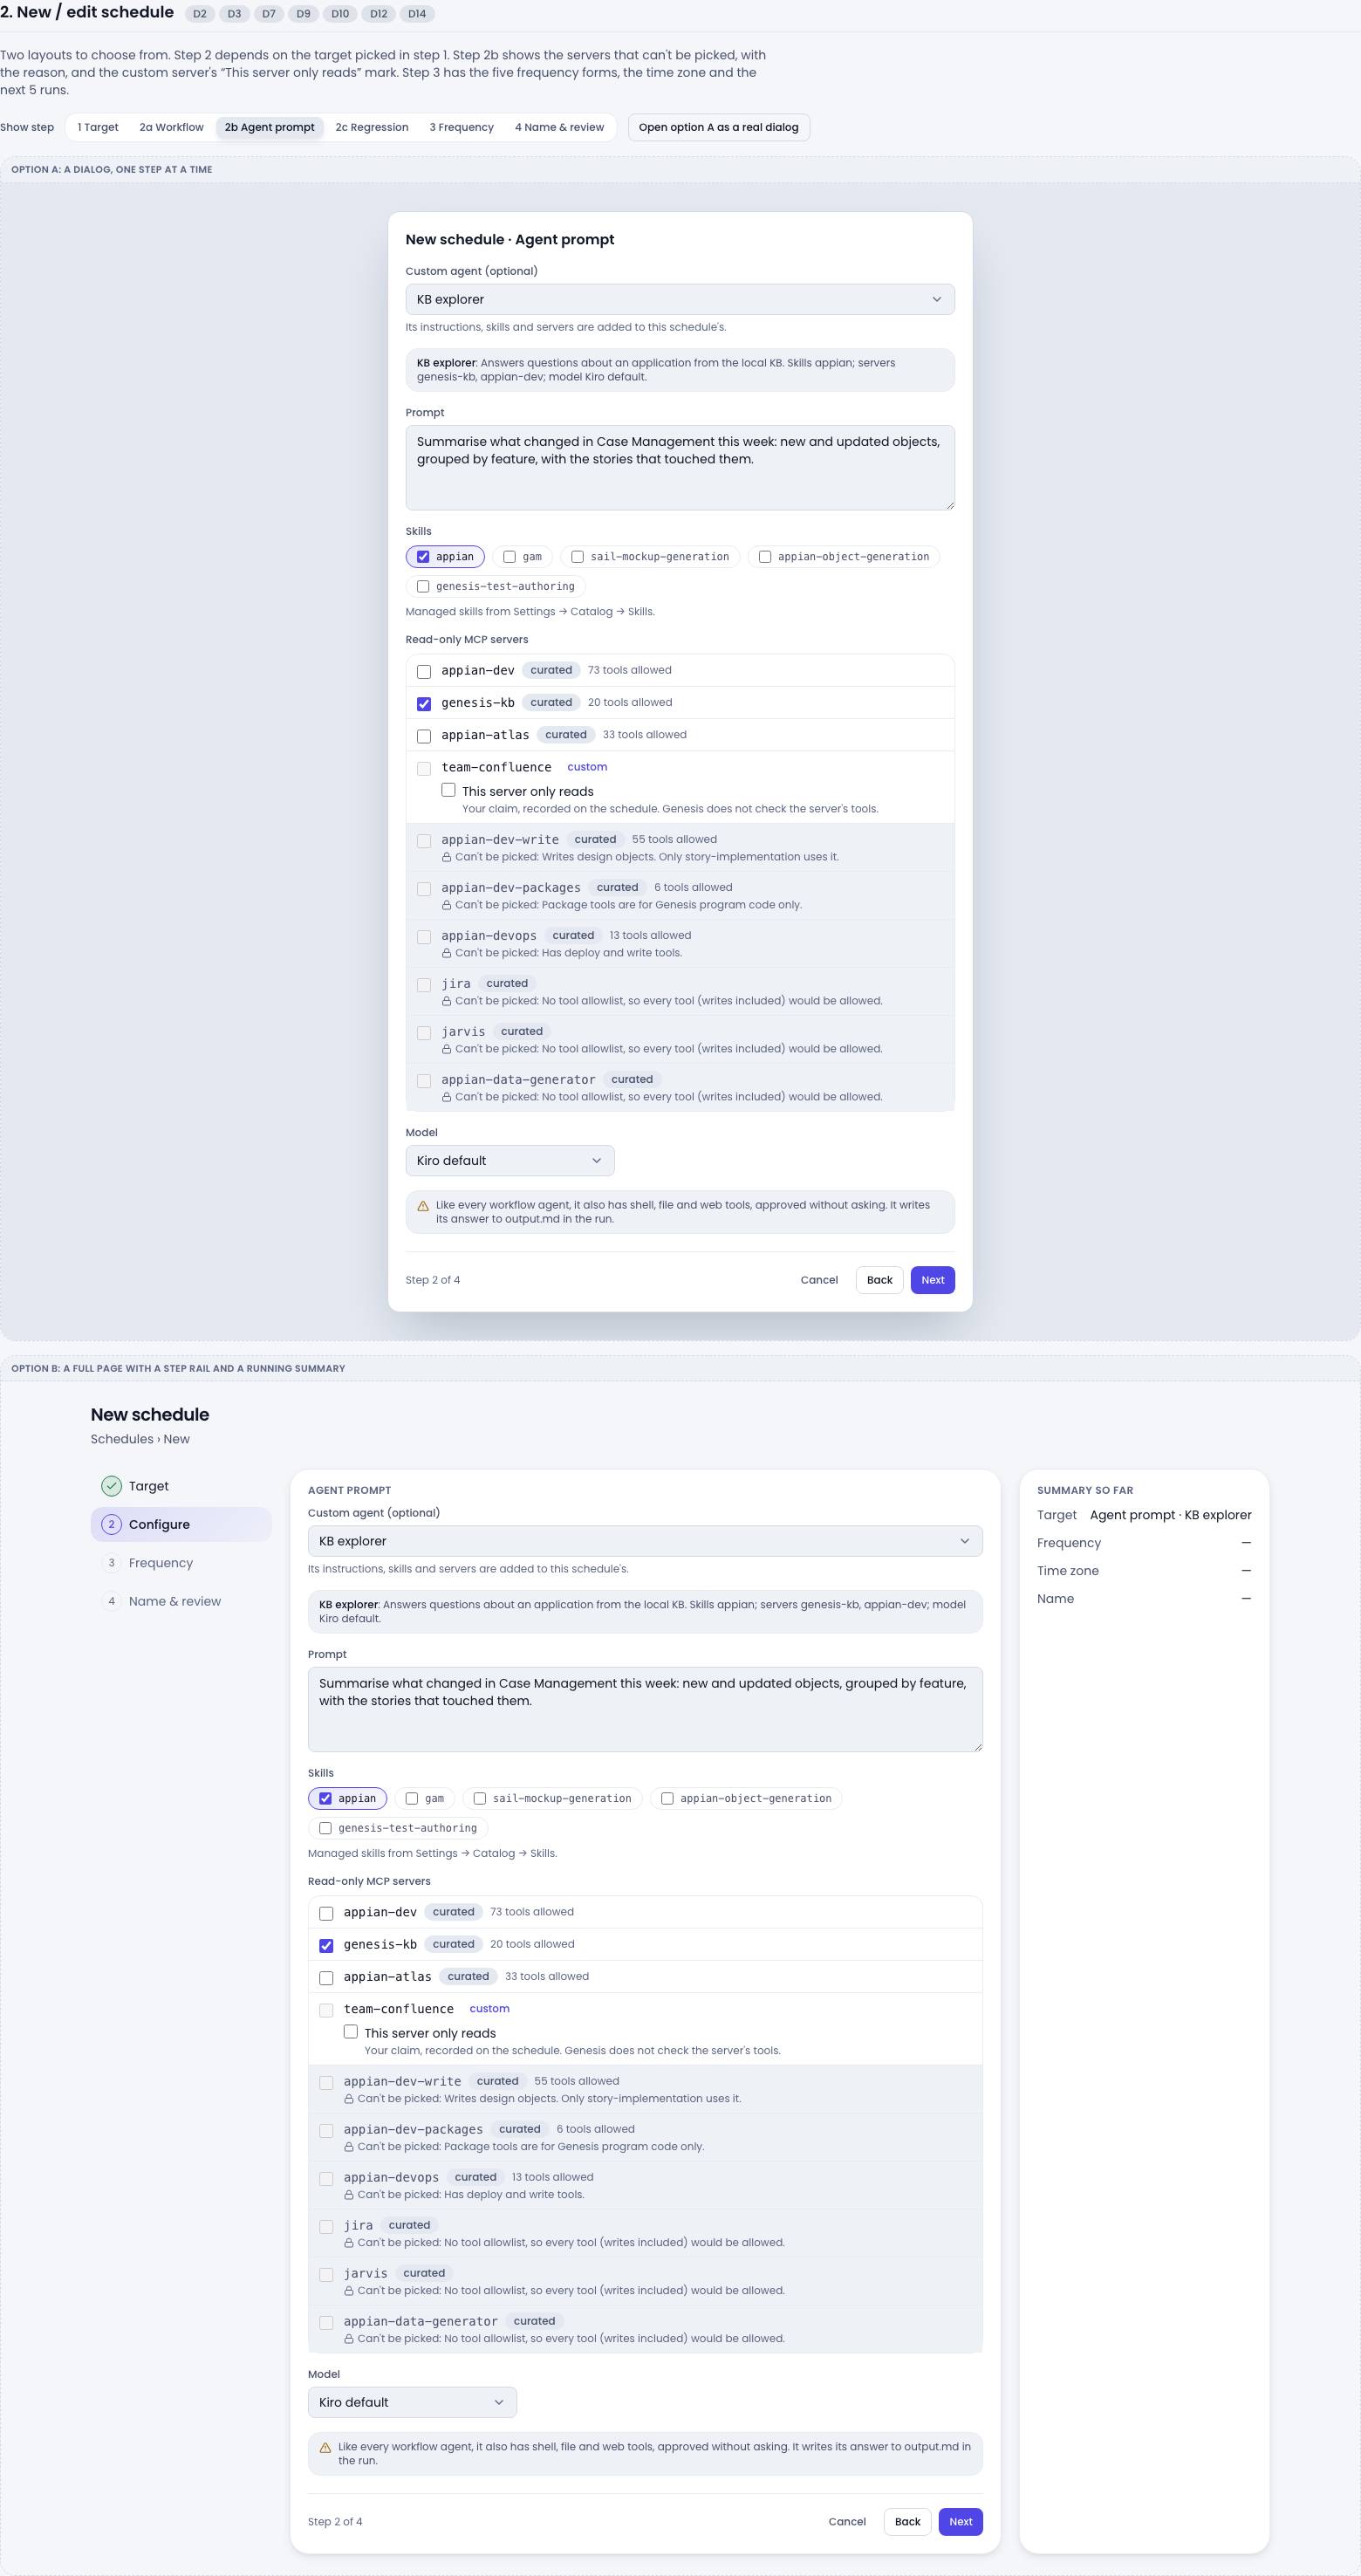 2. New / edit schedule D2 D3 D7 D9 D10 D12 D14
Two layouts to choose from. Step 2 depends on the target picked in step 1. Step 2b shows the servers that can't be picked, with
the reason, and the custom server's “This server only reads” mark. Step 3 has the five frequency forms, the time zone and the
next 5 runs.
Show step 1 Target 2a Workflow 2b Agent prompt 2c Regression 3 Frequency 4 Name & review Open option A as a real dialog
OPTION A: A DIALOG, ONE STEP AT A TIME
New schedule · Agent prompt
Custom agent (optional)
KB explorer
Its instructions, skills and servers are added to this schedule's.
KB explorer: Answers questions about an application from the local KB. Skills appian; servers
genesis-kb, appian-dev; model Kiro default.
Prompt
Summarise what changed in Case Management this week: new and updated objects,
grouped by feature, with the stories that touched them.
Skills
appian gam sail-mockup-generation appian-object-generation
genesis-test-authoring
Managed skills from Settings → Catalog → Skills.
Read-only MCP servers
appian-dev curated 73 tools allowed
genesis-kb curated 20 tools allowed
appian-atlas curated 33 tools allowed
team-confluence custom
This server only reads
Your claim, recorded on the schedule. Genesis does not check the server's tools.
appian-dev-write curated 55 tools allowed
Can't be picked: Writes design objects. Only story-implementation uses it.
appian-dev-packages curated 6 tools allowed
Can't be picked: Package tools are for Genesis program code only.
appian-devops curated 13 tools allowed
Can't be picked: Has deploy and write tools.
jira curated
Can't be picked: No tool allowlist, so every tool (writes included) would be allowed.
jarvis curated
Can't be picked: No tool allowlist, so every tool (writes included) would be allowed.
appian-data-generator curated
Can't be picked: No tool allowlist, so every tool (writes included) would be allowed.
Model
Kiro default
Like every workflow agent, it also has shell, file and web tools, approved without asking. It writes
its answer to output.md in the run.
Step 2 of 4 Cancel Back Next
OPTION B: A FULL PAGE WITH A STEP RAIL AND A RUNNING SUMMARY
New schedule
Schedules › New
Target
2 Configure
3 Frequency
4 Name & review
AGENT PROMPT
Custom agent (optional)
KB explorer
Its instructions, skills and servers are added to this schedule's.
KB explorer: Answers questions about an application from the local KB. Skills appian; servers genesis-kb, appian-dev; model
Kiro default.
Prompt
Summarise what changed in Case Management this week: new and updated objects, grouped by feature,
with the stories that touched them.
Skills
appian gam sail-mockup-generation appian-object-generation
genesis-test-authoring
Managed skills from Settings → Catalog → Skills.
Read-only MCP servers
appian-dev curated 73 tools allowed
genesis-kb curated 20 tools allowed
appian-atlas curated 33 tools allowed
team-confluence custom
This server only reads
Your claim, recorded on the schedule. Genesis does not check the server's tools.
appian-dev-write curated 55 tools allowed
Can't be picked: Writes design objects. Only story-implementation uses it.
appian-dev-packages curated 6 tools allowed
Can't be picked: Package tools are for Genesis program code only.
appian-devops curated 13 tools allowed
Can't be picked: Has deploy and write tools.
jira curated
Can't be picked: No tool allowlist, so every tool (writes included) would be allowed.
jarvis curated
Can't be picked: No tool allowlist, so every tool (writes included) would be allowed.
appian-data-generator curated
Can't be picked: No tool allowlist, so every tool (writes included) would be allowed.
Model
Kiro default
Like every workflow agent, it also has shell, file and web tools, approved without asking. It writes its answer to output.md in
the run.
Step 2 of 4 Cancel Back Next
SUMMARY SO FAR
Target Agent prompt · KB explorer
Frequency —
Time zone —
Name —